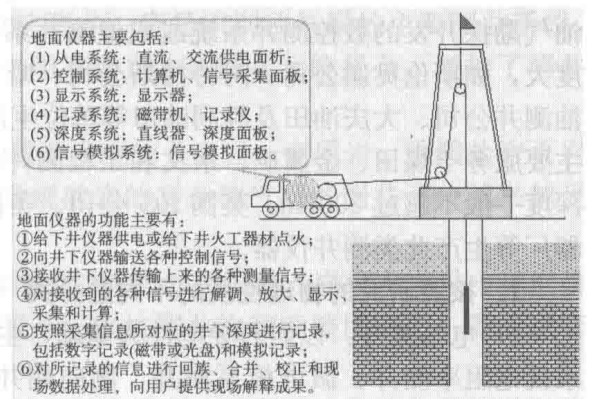 地面仪器主要包括:
(1) 从电系统: 直流、交流供电面析;
(2) 控制系统: 计算机、信号采集面板;
(3) 显示系统: 显示器;
(4) 记录系统: 磁带机、记录仪;
(5) 深度系统: 直线器、深度面板;
(6) 信号模拟系统: 信号模拟面板。
地面仪器的功能主要有:
①给下井仪器供电或给下井火工器材点火;
②向井下仪器输送各种控制信号;
③接收井下仪器传输上来的各种测量信号;
④对接收到的各种信号进行解调、放大、显示、
采集和计算;
⑤按照采集信息所对应的井下深度进行记录,
包括数字记录(磁带或光盘)和模拟记录;
⑥对所记录的信息进行回族、合并、校正和现
场数据处理, 向用户提供现场解释成果。